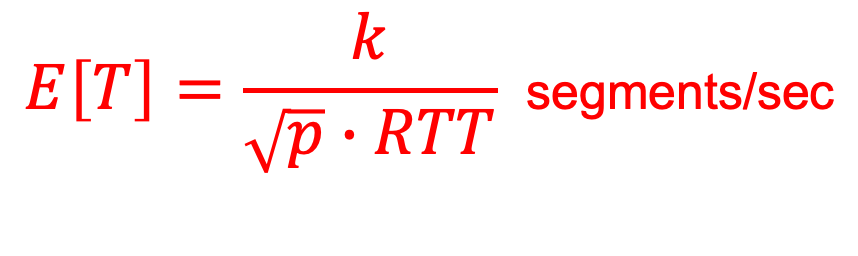 E[T] = k / (√p · RTT) segments/sec